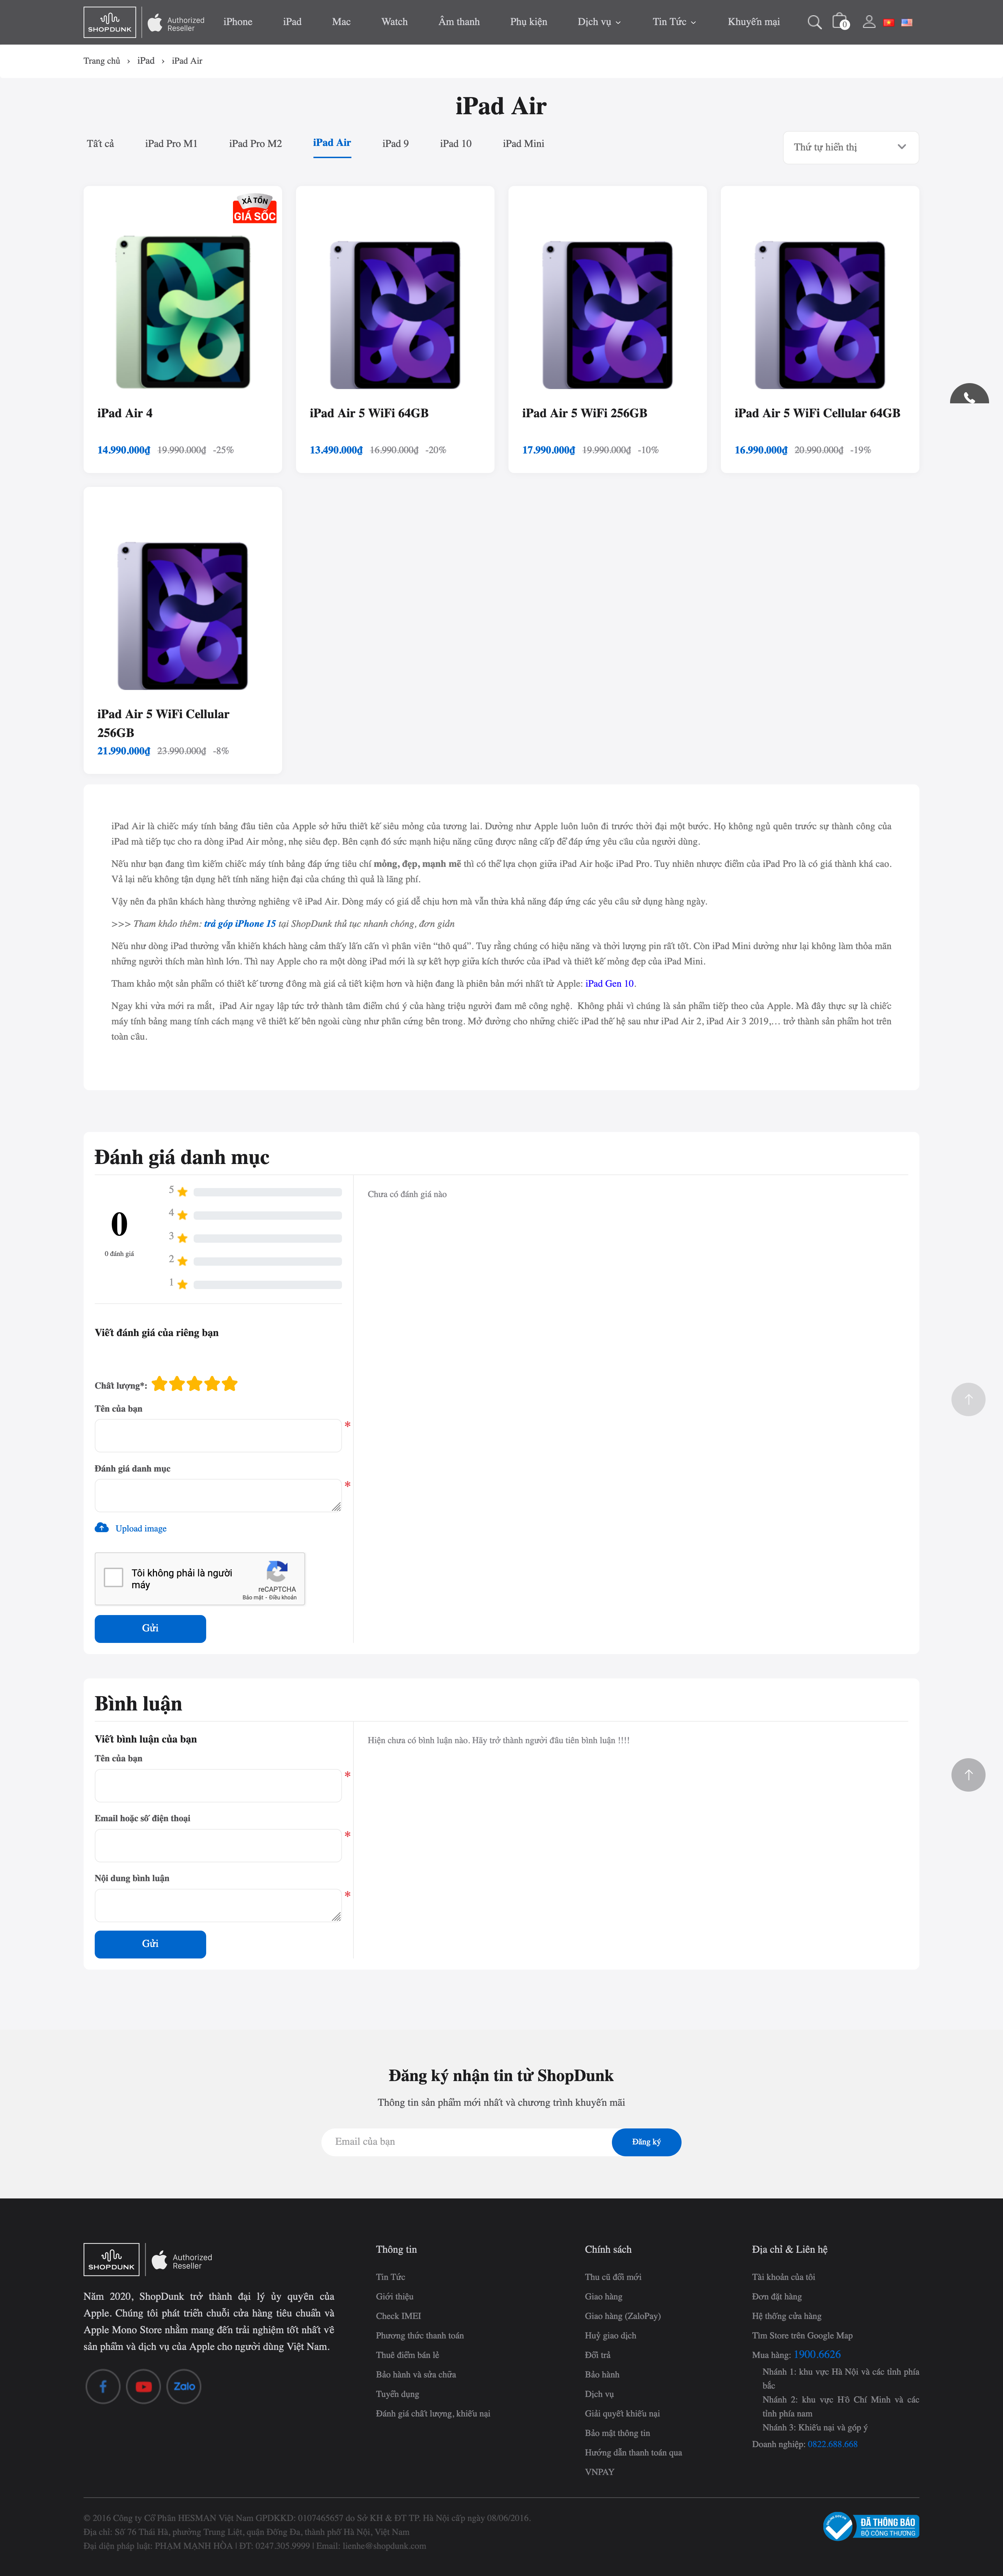 SHOPDUNK
Authorized
Reseller
iPhone
iPad
Mac
Watch
Âm thanh
Phụ kiện
Dịch vụ
Tin Tức
Khuyến mại
0
Trang chủ › iPad › iPad Air
iPad Air
Tất cả
iPad Pro M1
iPad Pro M2
iPad Air
iPad 9
iPad 10
iPad Mini
Thứ tự hiển thị
XẢ TỒN
GIÁ SỐC
iPad Air 4
14.990.000₫ 19.990.000₫ -25%
iPad Air 5 WiFi 64GB
13.490.000₫ 16.990.000₫ -20%
iPad Air 5 WiFi 256GB
17.990.000₫ 19.990.000₫ -10%
iPad Air 5 WiFi Cellular 64GB
16.990.000₫ 20.990.000₫ -19%
iPad Air 5 WiFi Cellular
256GB
21.990.000₫ 23.990.000₫ -8%
iPad Air là chiếc máy tính bảng đầu tiên của Apple sở hữu thiết kế siêu mỏng của tương lai. Dường như Apple luôn luôn đi trước thời đại một bước. Họ không ngủ quên trước sự thành công của
iPad mà tiếp tục cho ra dòng iPad Air mỏng, nhẹ siêu đẹp. Bên cạnh đó sức mạnh hiệu năng cũng được nâng cấp để đáp ứng yêu cầu của người dùng.
Nếu như bạn đang tìm kiếm chiếc máy tính bảng đáp ứng tiêu chí mỏng, đẹp, mạnh mẽ thì có thể lựa chọn giữa iPad Air hoặc iPad Pro. Tuy nhiên nhược điểm của iPad Pro là có giá thành khá cao.
Vả lại nếu không tận dụng hết tính năng hiện đại của chúng thì quả là lãng phí.
Vậy nên đa phần khách hàng thường nghiêng về iPad Air. Dòng máy có giá dễ chịu hơn mà vẫn thừa khả năng đáp ứng các yêu cầu sử dụng hàng ngày.
>>> Tham khảo thêm: trả góp iPhone 15 tại ShopDunk thủ tục nhanh chóng, đơn giản
Nếu như dòng iPad thường vẫn khiến khách hàng cảm thấy lấn cấn vì phần viền “thô quá”. Tuy rằng chúng có hiệu năng và thời lượng pin rất tốt. Còn iPad Mini dường như lại không làm thỏa mãn
những người thích màn hình lớn. Thì nay Apple cho ra một dòng iPad mới là sự kết hợp giữa kích thước của iPad và thiết kế mỏng đẹp của iPad Mini.
Tham khảo một sản phẩm có thiết kế tương đồng mà giá cả tiết kiệm hơn và hiện đang là phiên bản mới nhất từ Apple: iPad Gen 10.
Ngay khi vừa mới ra mắt, iPad Air ngay lập tức trở thành tâm điểm chú ý của hàng triệu người đam mê công nghệ. Không phải vì chúng là sản phẩm tiếp theo của Apple. Mà đây thực sự là chiếc
máy tính bảng mang tính cách mạng về thiết kế bên ngoài cũng như phần cứng bên trong. Mở đường cho những chiếc iPad thế hệ sau như iPad Air 2, iPad Air 3 2019,… trở thành sản phẩm hot trên
toàn cầu.
Đánh giá danh mục
0
0 đánh giá
5
4
3
2
1
Chưa có đánh giá nào
Viết đánh giá của riêng bạn
Chất lượng*:
Tên của bạn
*
Đánh giá danh mục
*
Upload image
Tôi không phải là người
máy
reCAPTCHA
Bảo mật - Điều khoản
Gửi
Bình luận
Viết bình luận của bạn
Tên của bạn
*
Email hoặc số điện thoại
*
Nội dung bình luận
*
Gửi
Hiện chưa có bình luận nào. Hãy trở thành người đầu tiên bình luận !!!!
Đăng ký nhận tin từ ShopDunk
Thông tin sản phẩm mới nhất và chương trình khuyến mãi
Email của bạn
Đăng ký
SHOPDUNK
Authorized
Reseller
Năm 2020, ShopDunk trở thành đại lý ủy quyền của
Apple. Chúng tôi phát triển chuỗi cửa hàng tiêu chuẩn và
Apple Mono Store nhằm mang đến trải nghiệm tốt nhất về
sản phẩm và dịch vụ của Apple cho người dùng Việt Nam.
Zalo
Thông tin
Tin Tức
Giới thiệu
Check IMEI
Phương thức thanh toán
Thuê điểm bán lẻ
Bảo hành và sửa chữa
Tuyển dụng
Đánh giá chất lượng, khiếu nại
Chính sách
Thu cũ đổi mới
Giao hàng
Giao hàng (ZaloPay)
Huỷ giao dịch
Đổi trả
Bảo hành
Dịch vụ
Giải quyết khiếu nại
Bảo mật thông tin
Hướng dẫn thanh toán qua
VNPAY
Địa chỉ & Liên hệ
Tài khoản của tôi
Đơn đặt hàng
Hệ thống cửa hàng
Tìm Store trên Google Map
Mua hàng: 1900.6626
Nhánh 1: khu vực Hà Nội và các tỉnh phía
bắc
Nhánh 2: khu vực Hồ Chí Minh và các
tỉnh phía nam
Nhánh 3: Khiếu nại và góp ý
Doanh nghiệp: 0822.688.668
© 2016 Công ty Cổ Phần HESMAN Việt Nam GPDKKD: 0107465657 do Sở KH & ĐT TP. Hà Nội cấp ngày 08/06/2016.
Địa chỉ: Số 76 Thái Hà, phường Trung Liệt, quận Đống Đa, thành phố Hà Nội, Việt Nam
Đại diện pháp luật: PHẠM MẠNH HÒA | ĐT: 0247.305.9999 | Email: lienhe@shopdunk.com
ĐÃ THÔNG BÁO
BỘ CÔNG THƯƠNG